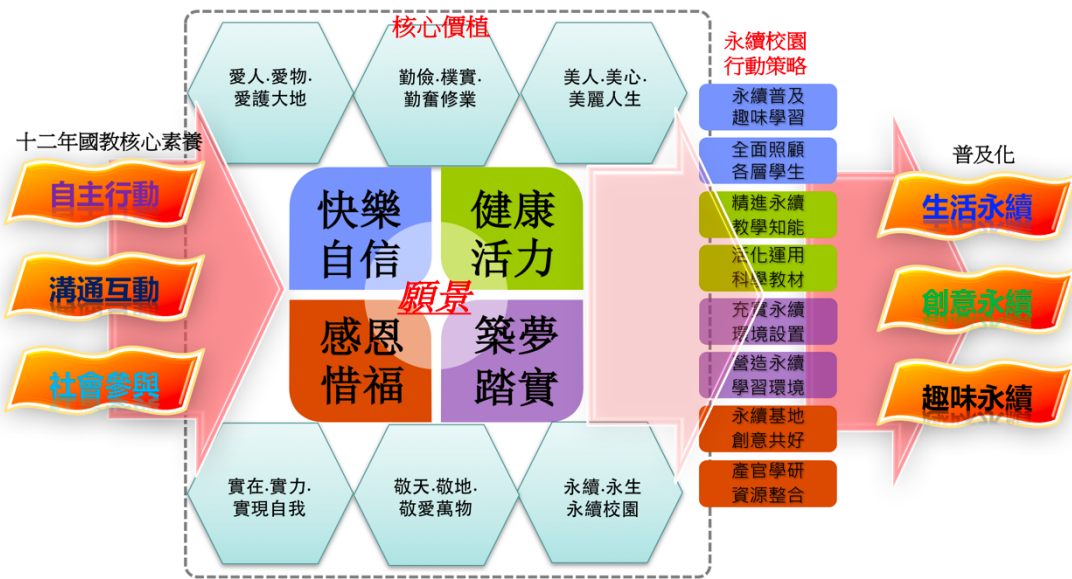 核心價植
愛人.愛物.
愛護大地
勤儉.樸實.
勤奮修業
美人.美心.
美麗人生
十二年國教核心素養
自主行動
溝通互動
社會參與
快樂
自信
健康
活力
願景
感恩
惜福
築夢
踏實
實在.實力.
實現自我
敬天.敬地.
敬愛萬物
永續.永生.
永續校園
永續校園
行動策略
永續普及
趣味學習
全面照顧
各層學生
精進永續
教學知能
活化運用
科學教材
充實永續
環境設置
營造永續
學習環境
永續基地
創意共好
產官學研
資源整合
普及化
生活永續
創意永續
趣味永續